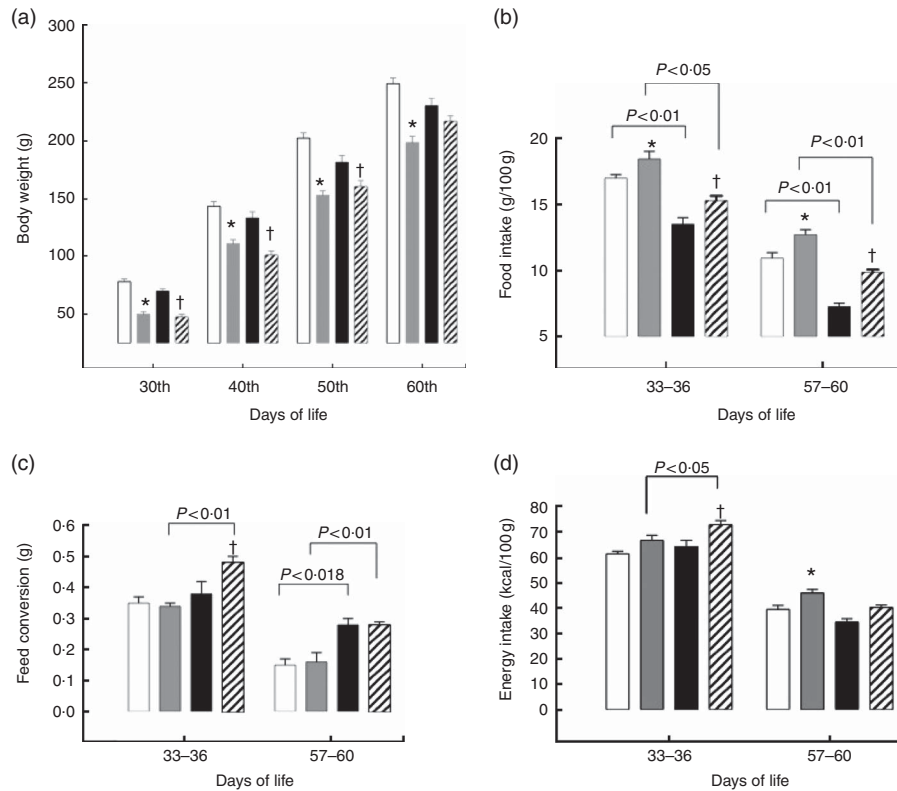 (a)
300
250
200
150
100
50
Body weight (g)
* † * † * † *
30th 40th 50th 60th
Days of life
(b)
P<0·05
P<0·01
P<0·01
P<0·01
20
15
10
5
Food intake (g/100 g)
* † * †
33–36 57–60
Days of life
(c)
P<0·01
P<0·01
P<0·018
0·6
0·5
0·4
0·3
0·2
0·1
0·0
Feed conversion (g)
†
33–36 57–60
Days of life
(d)
P<0·05
80
70
60
50
40
30
20
10
0
Energy intake (kcal/100 g)
† *
33–36 57–60
Days of life